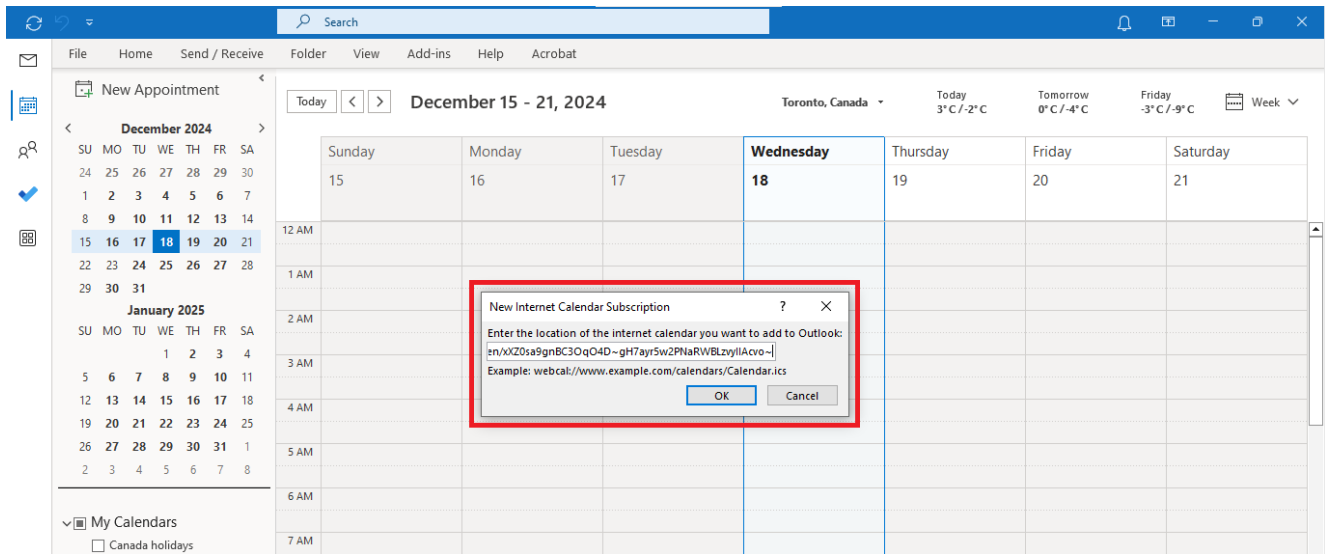 Search
File Home Send / Receive Folder View Add-ins Help Acrobat
New Appointment
December 2024
SU MO TU WE TH FR SA
24 25 26 27 28 29 30
1 2 3 4 5 6 7
8 9 10 11 12 13 14
15 16 17 18 19 20 21
22 23 24 25 26 27 28
29 30 31
January 2025
SU MO TU WE TH FR SA
1 2 3 4
5 6 7 8 9 10 11
12 13 14 15 16 17 18
19 20 21 22 23 24 25
26 27 28 29 30 31 1
2 3 4 5 6 7 8
My Calendars
Canada holidays
Today December 15 - 21, 2024 Toronto, Canada
Today
3°C/-2°C
Tomorrow
0°C/-4°C
Friday
-3°C/-9°C
Week
Sunday Monday Tuesday Wednesday Thursday Friday Saturday
15 16 17 18 19 20 21
12 AM
1 AM
2 AM
3 AM
4 AM
5 AM
6 AM
7 AM
New Internet Calendar Subscription ?
Enter the location of the internet calendar you want to add to Outlook:
en/xXZ0sa9gnBC3OqO4D~gH7ayr5w2PNaRWBLzvyIIAcvo~
Example: webcal://www.example.com/calendars/Calendar.ics
OK Cancel